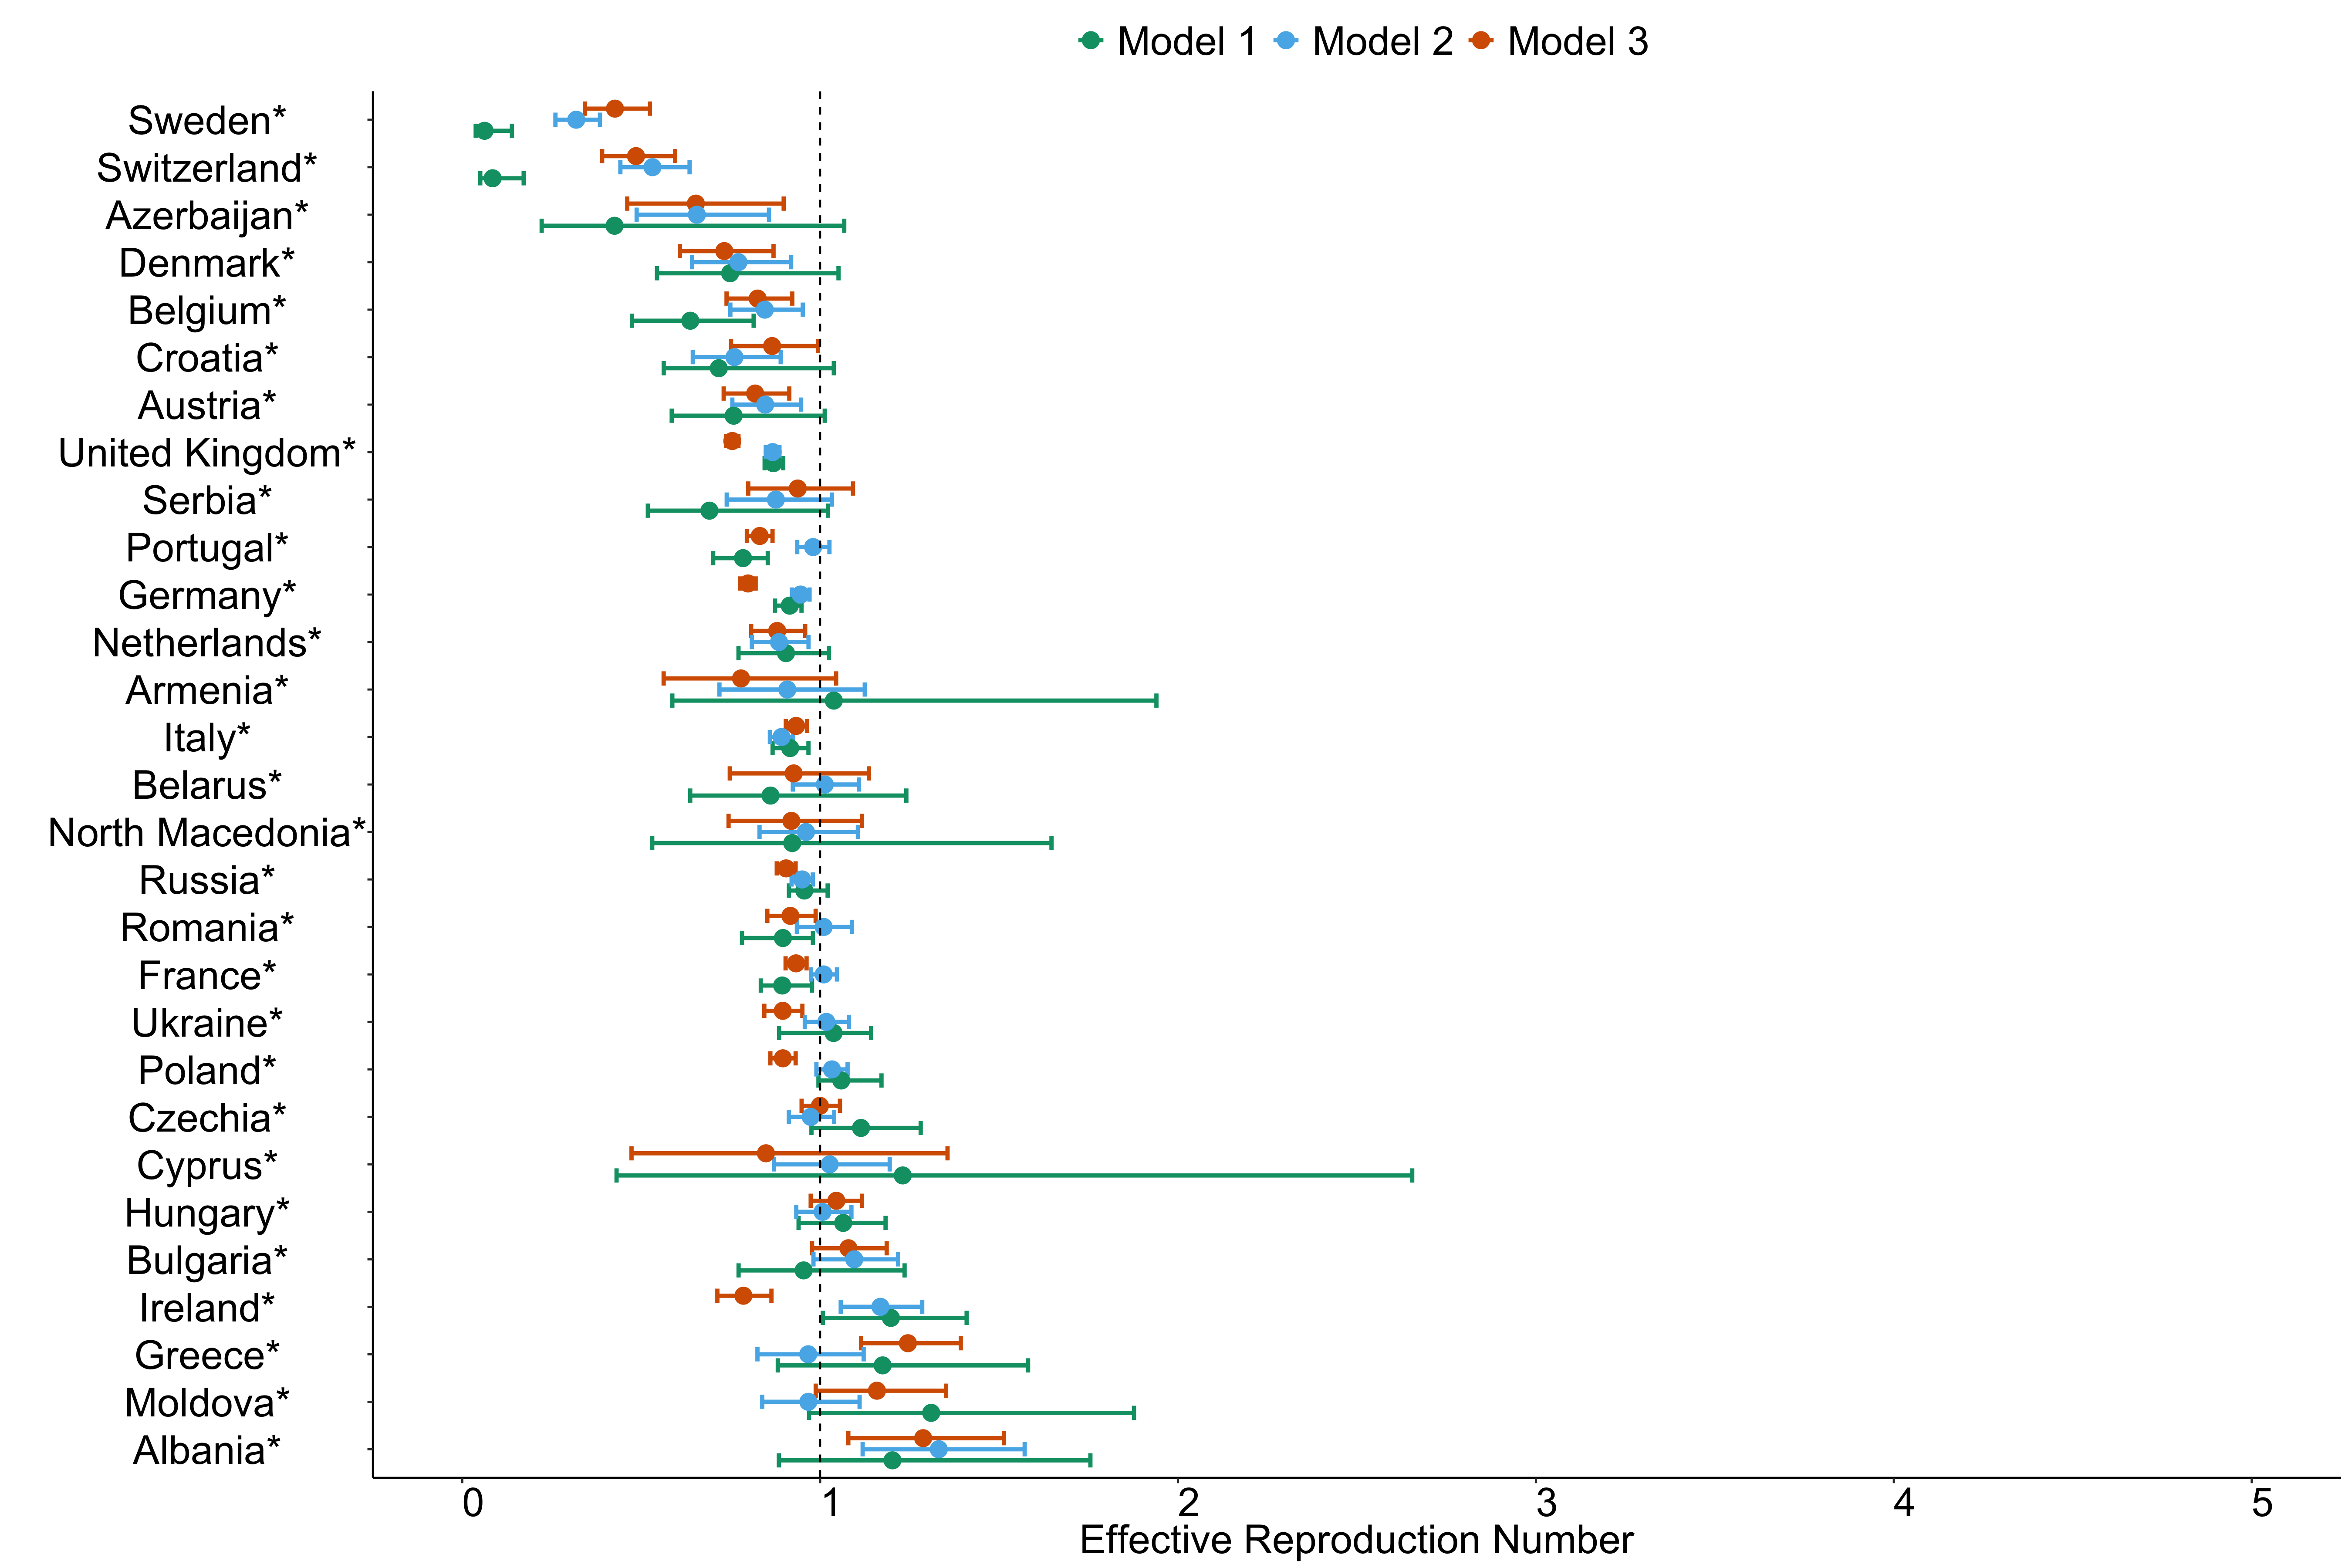 Model 1 Model 2 Model 3
Sweden*
Switzerland*
Azerbaijan*
Denmark*
Belgium*
Croatia*
Austria*
United Kingdom*
Serbia*
Portugal*
Germany*
Netherlands*
Armenia*
Italy*
Belarus*
North Macedonia*
Russia*
Romania*
France*
Ukraine*
Poland*
Czechia*
Cyprus*
Hungary*
Bulgaria*
Ireland*
Greece*
Moldova*
Albania*
0 1 2 3 4 5
Effective Reproduction Number